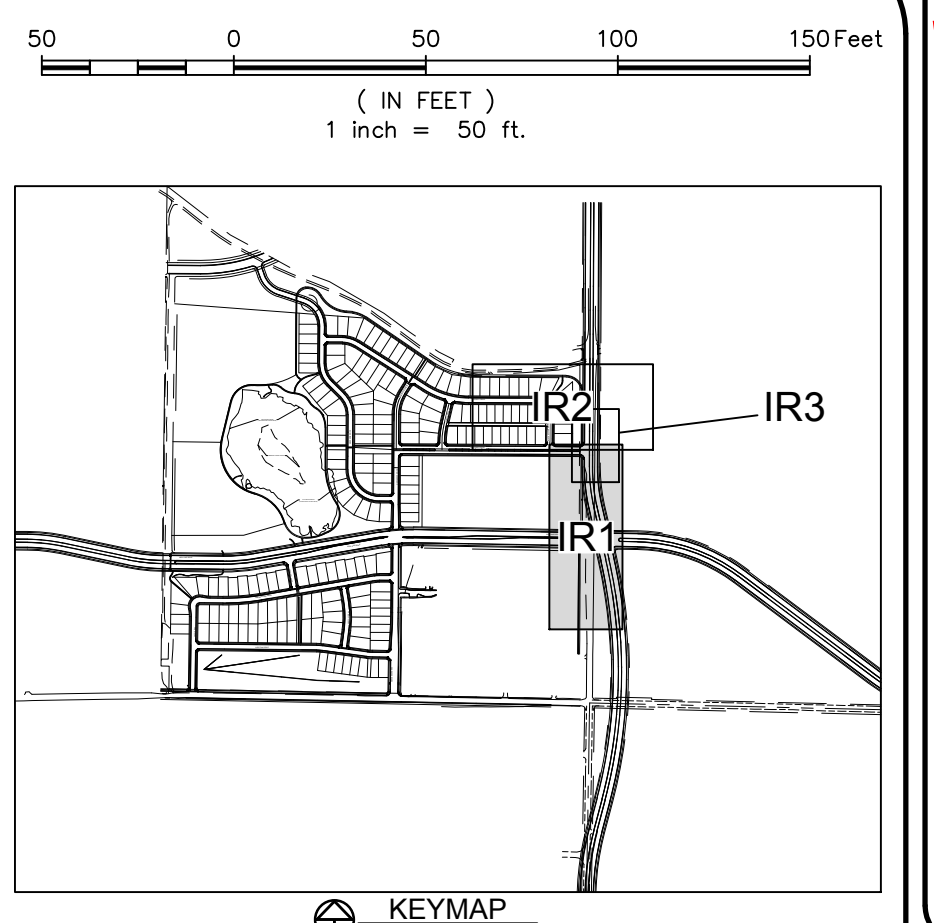 50 0 50 100 150 Feet
( IN FEET )
1 inch = 50 ft.
IR2
IR3
IR1
KEYMAP